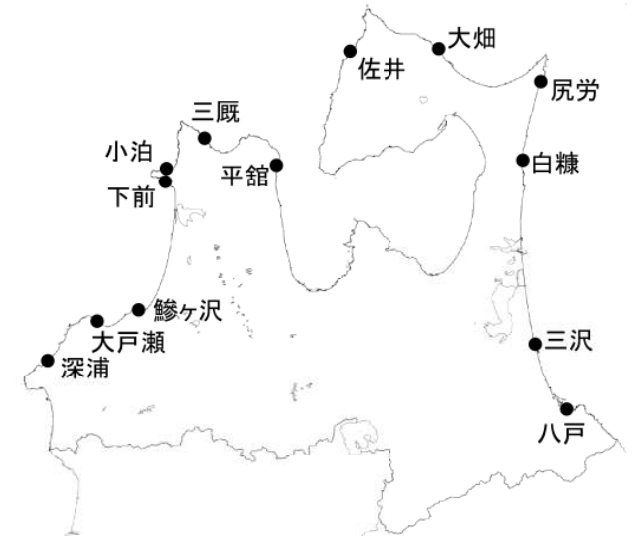 大畑
佐井
尻労
三厩
小泊
平舘
白糠
下前
鰺ヶ沢
大戸瀬
三沢
深浦
八戸